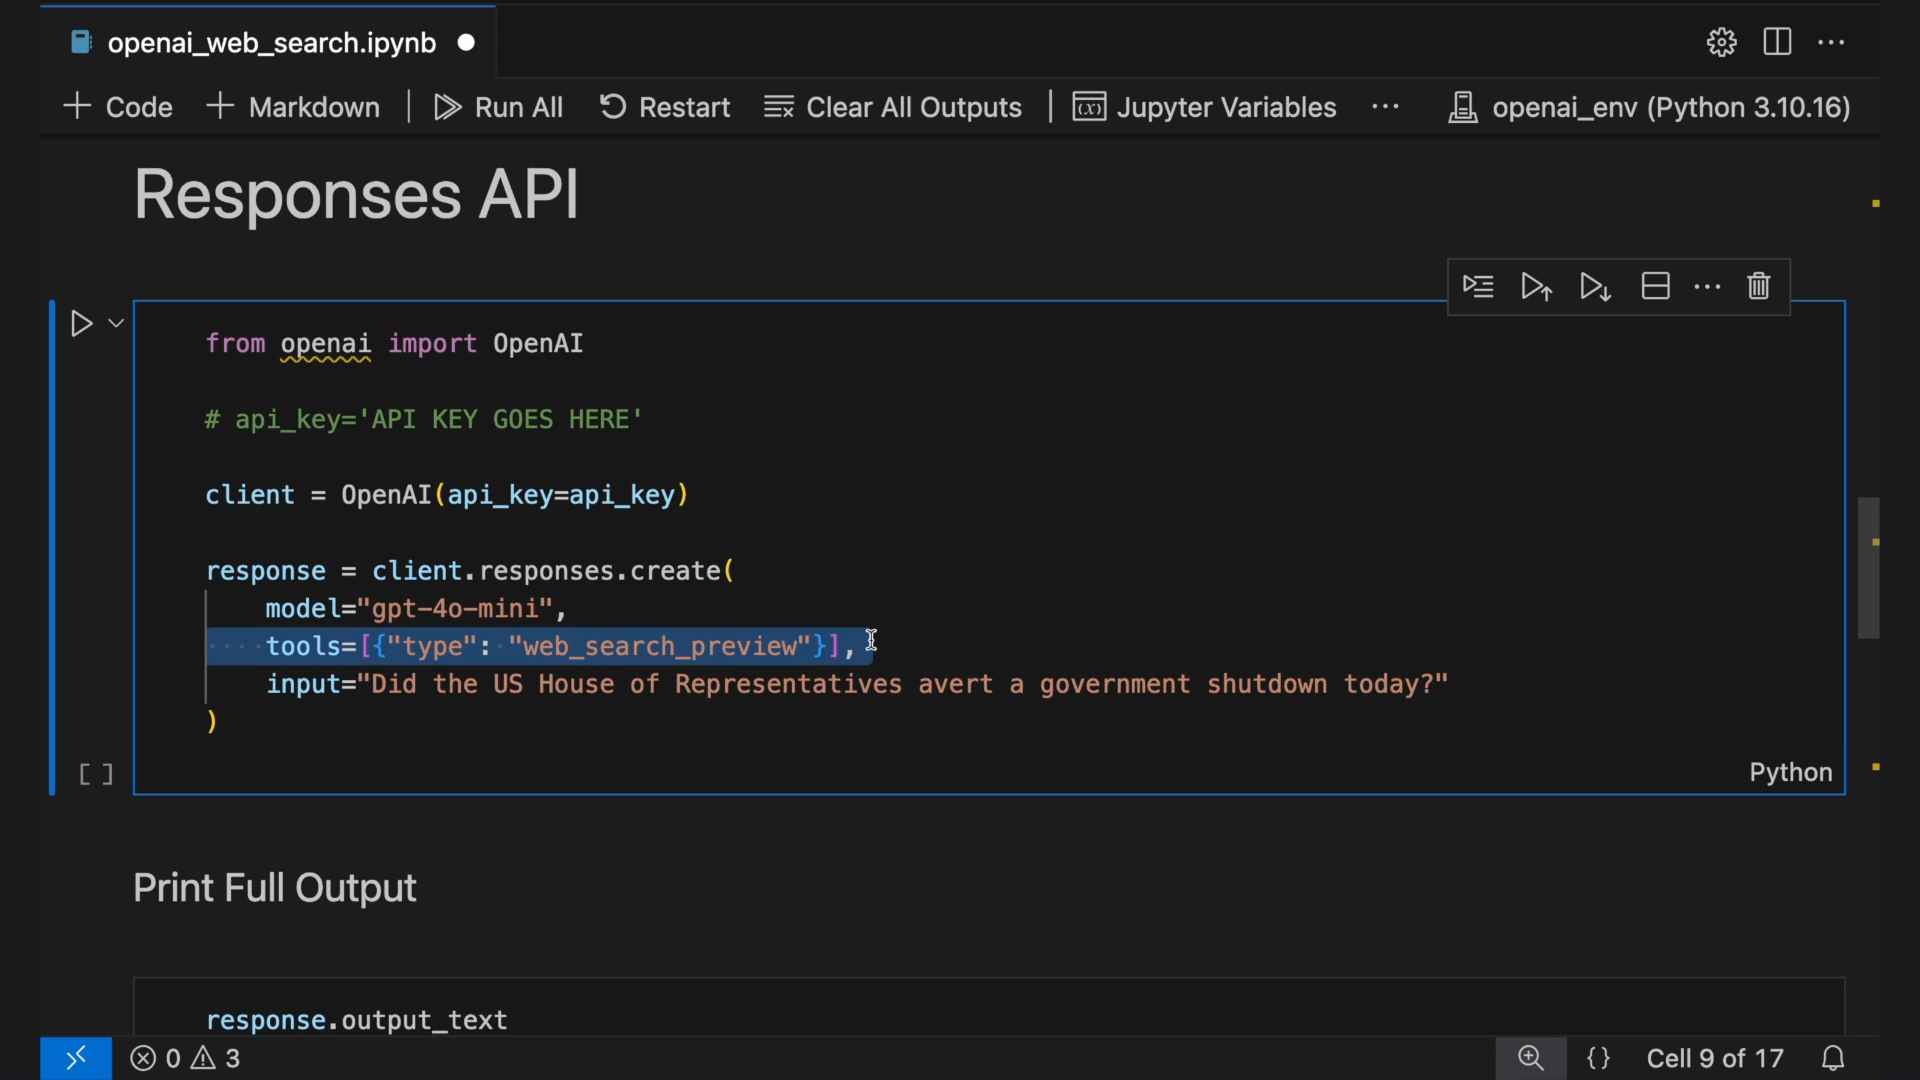 openai_web_search.ipynb
Code Markdown Run All Restart Clear All Outputs Jupyter Variables ... openai_env (Python 3.10.16)
Responses API
from openai import OpenAI
# api_key='API KEY GOES HERE'
client = OpenAI(api_key=api_key)
response = client.responses.create(
model="gpt-4o-mini",
tools=[{"type": "web_search_preview"}],
input="Did the US House of Representatives avert a government shutdown today?"
)
[ ]
Python
Print Full Output
response.output_text
0 3 {} Cell 9 of 17